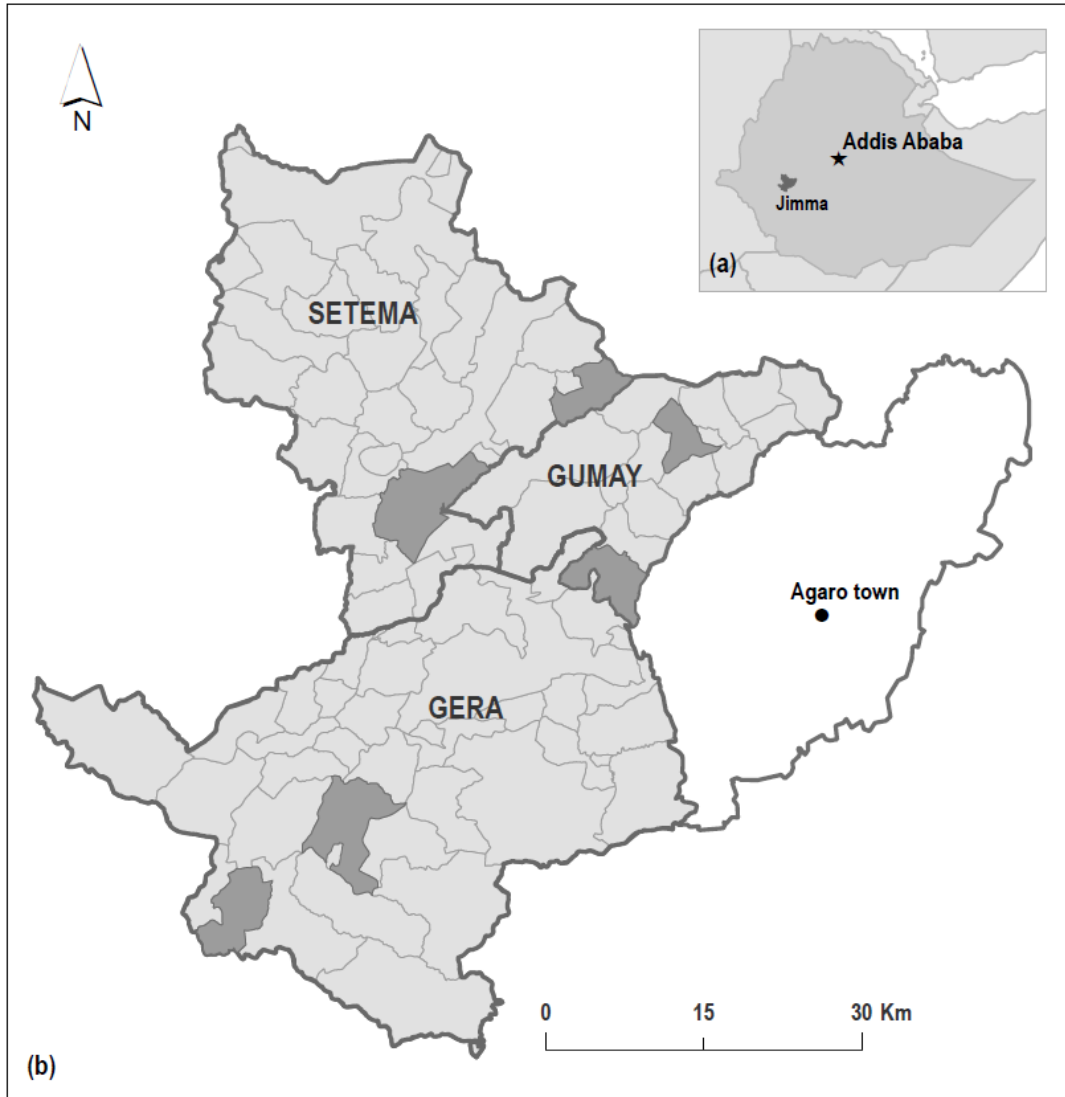 N
Addis Ababa
Jimma
(a)
SETEMA
GUMAY
Agaro town
GERA
0 15 30 Km
(b)